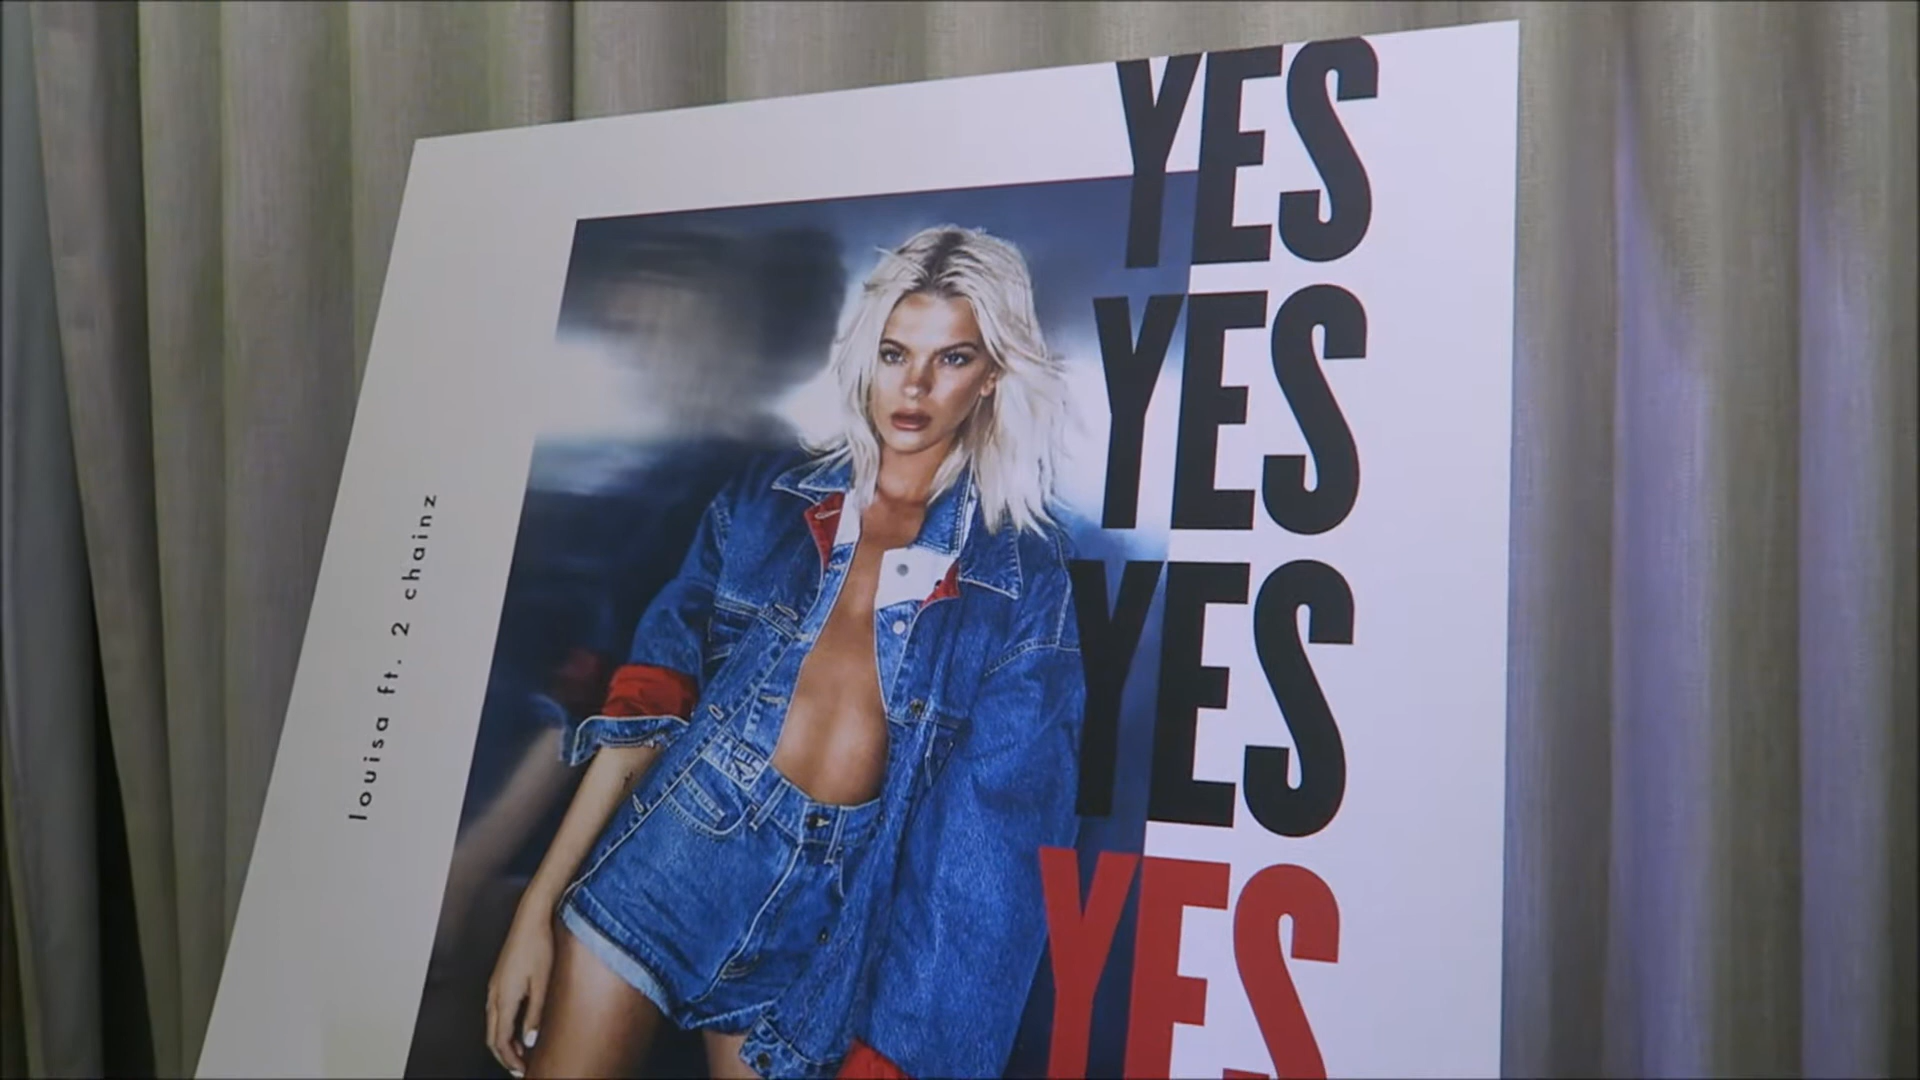 YES
YES
YES
YES
louisa ft. 2 chainz